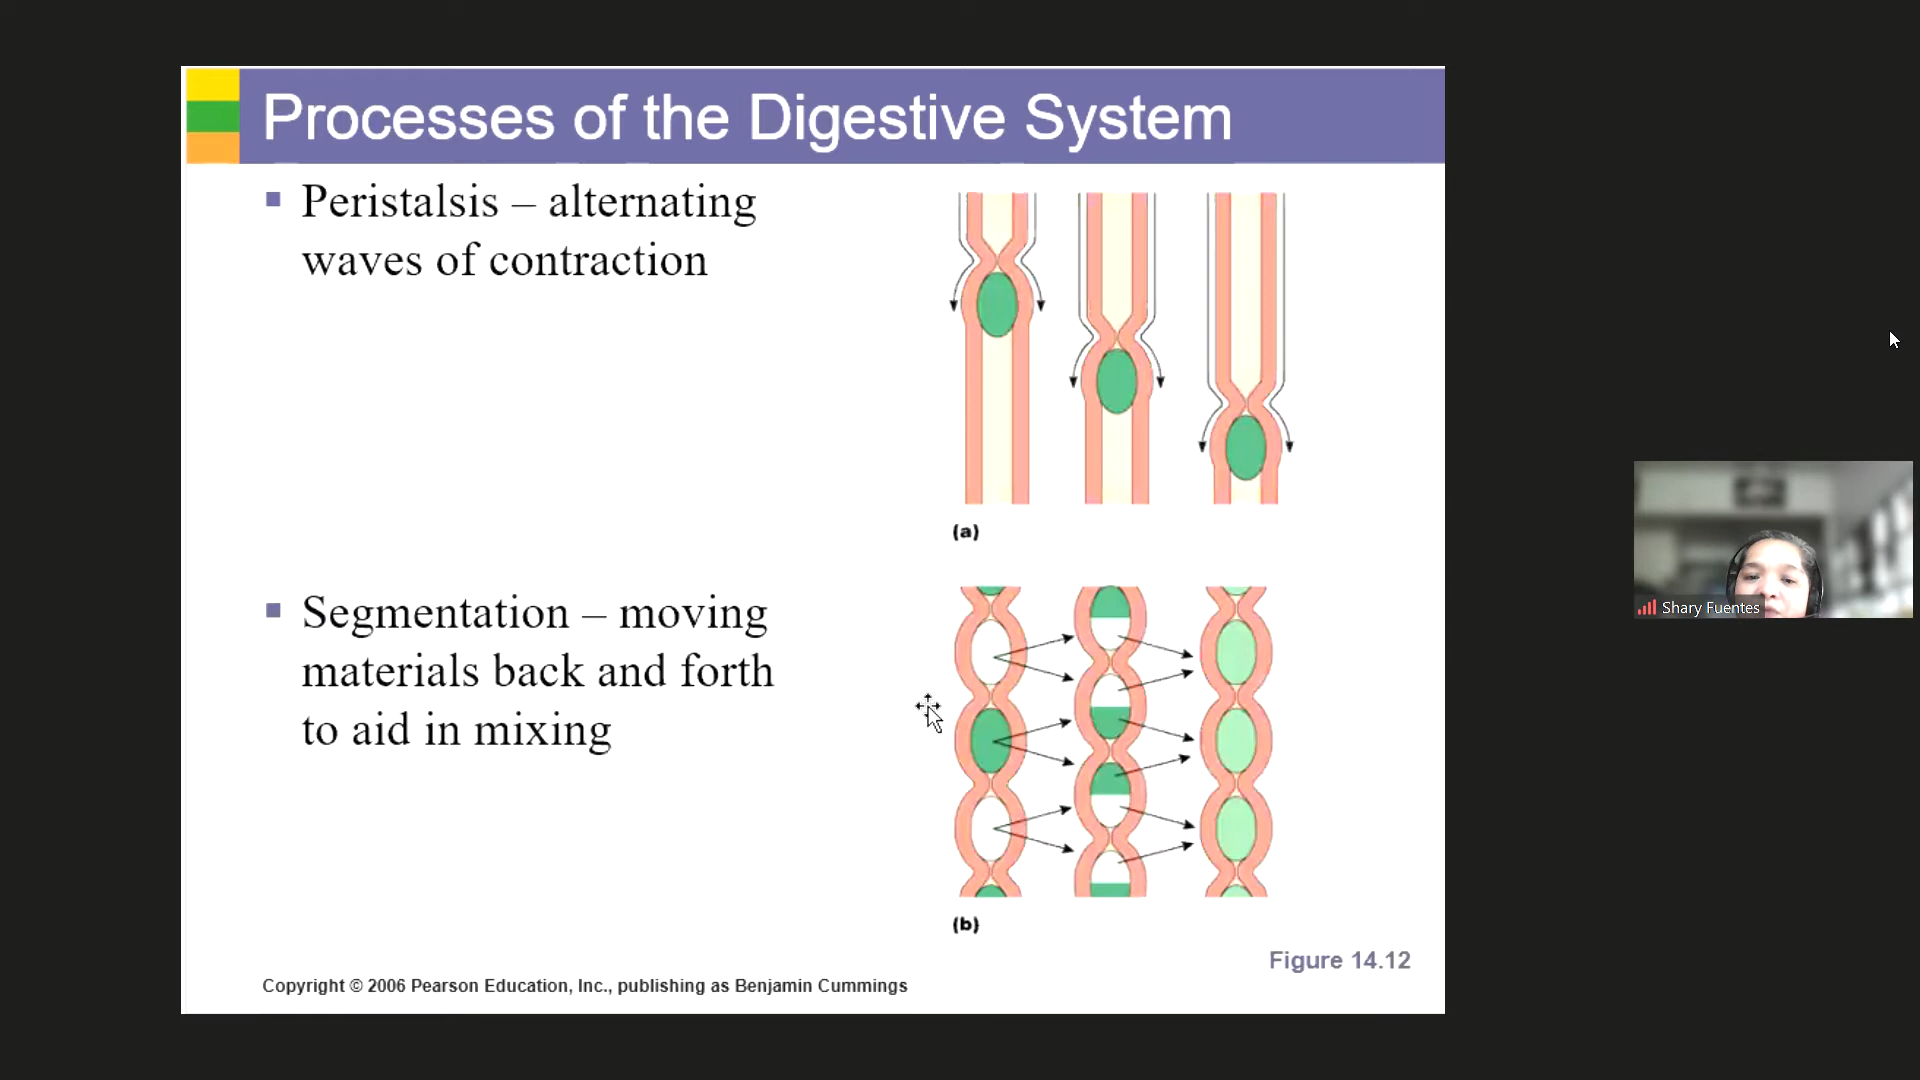 Processes of the Digestive System
Peristalsis – alternating
waves of contraction
(a)
Segmentation – moving
materials back and forth
to aid in mixing
(b)
Figure 14.12
Copyright © 2006 Pearson Education, Inc., publishing as Benjamin Cummings
Shary Fuentes